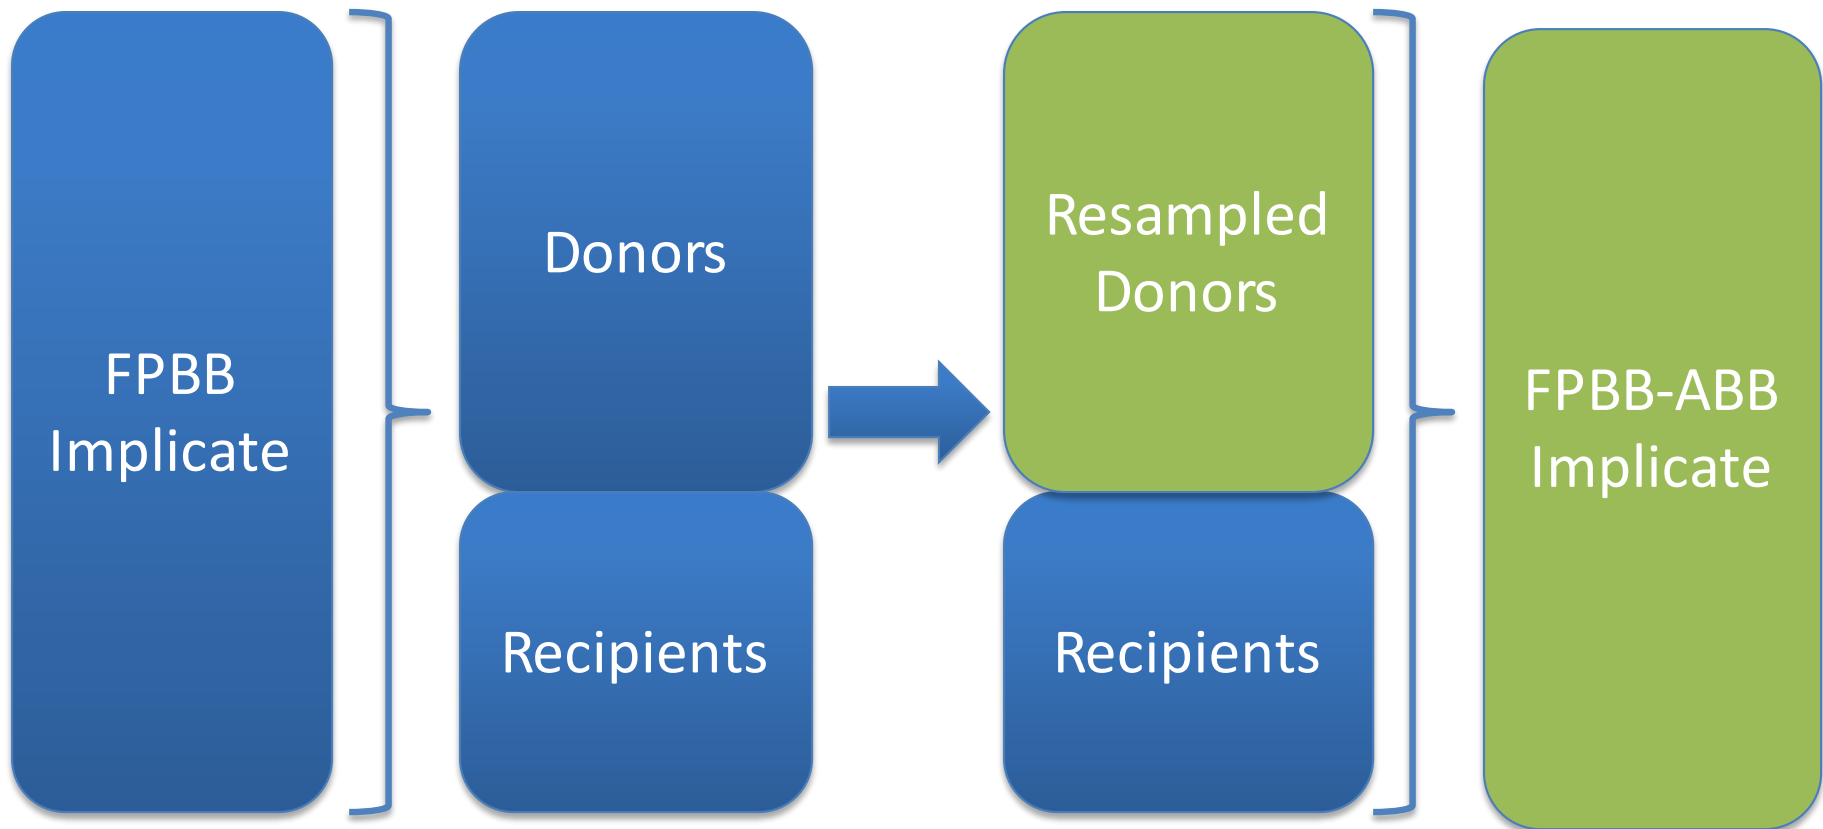 FPBB
Implicate
Donors
Recipients
Resampled
Donors
Recipients
FPBB-ABB
Implicate